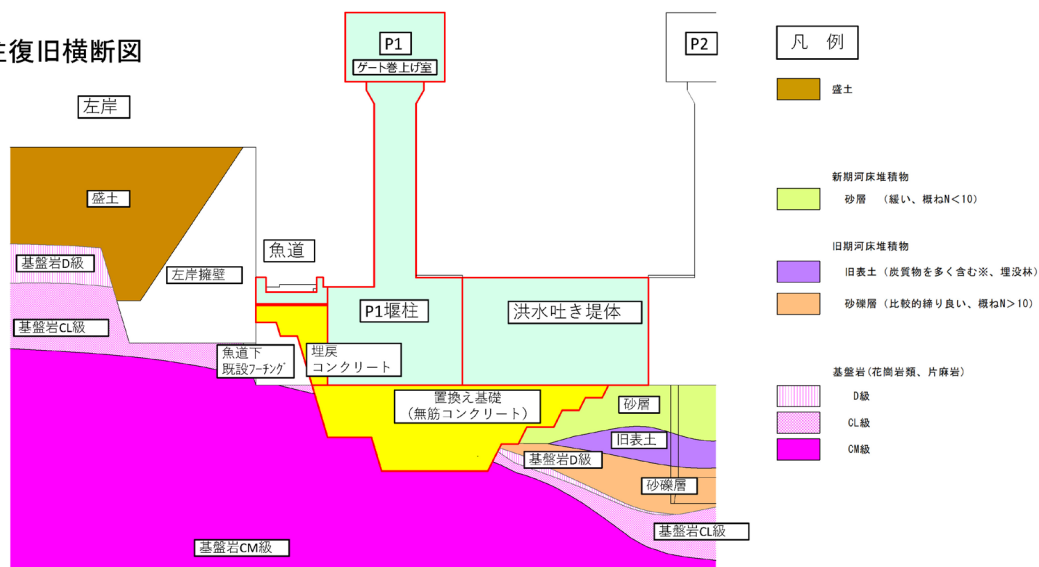 復旧横断図
P1
ゲート巻上げ室
P2
左岸
盛土
基盤岩D級
左岸擁壁
魚道
基盤岩CL級
P1堰柱
洪水吐き堤体
魚道下
既設フーチング
埋戻
コンクリート
置換え基礎
(無筋コンクリート)
砂層
旧表土
基盤岩D級
砂礫層
基盤岩CL級
基盤岩CM級
凡 例
盛土
新期河床堆積物
砂層 (緩い、概ねN<10)
旧期河床堆積物
旧表土(炭質物を多く含む※、埋没林)
砂礫層(比較的締り良い、概ねN>10)
基盤岩(花崗岩類、片麻岩)
D級
CL級
CM級